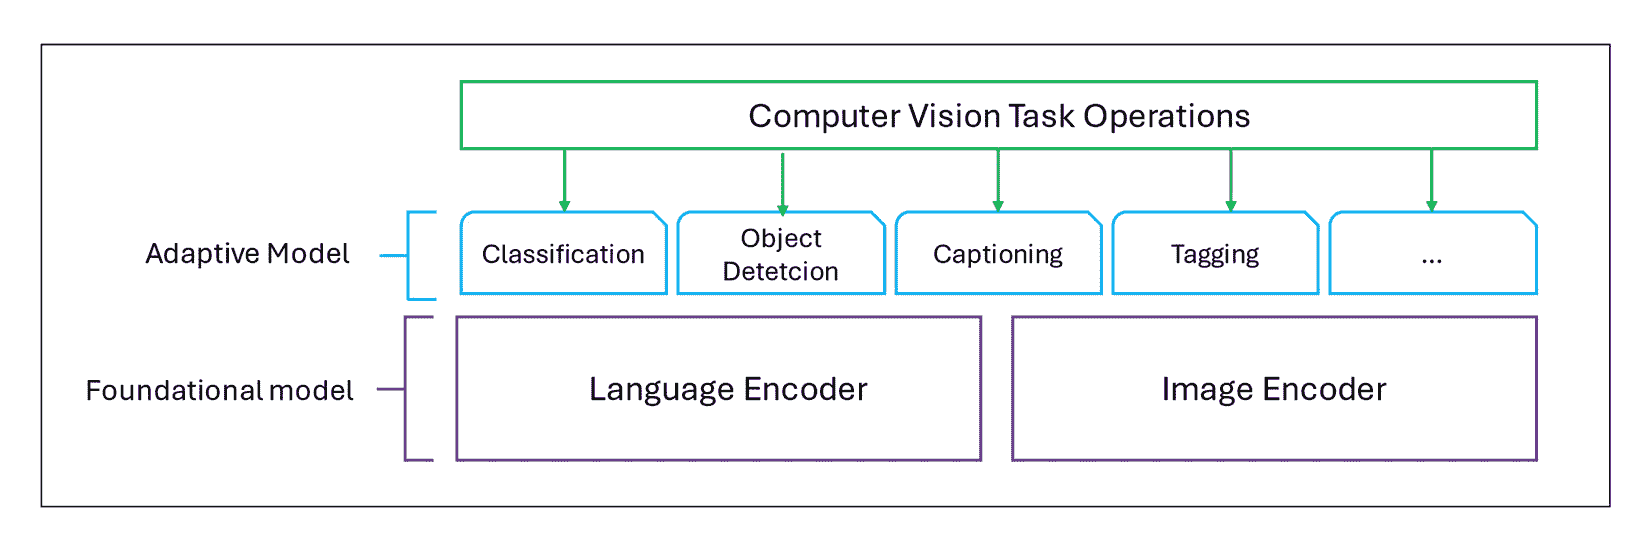 Computer Vision Task Operations
Adaptive Model
Classification
Object
Detetcion
Captioning
Tagging
...
Foundational model
Language Encoder
Image Encoder